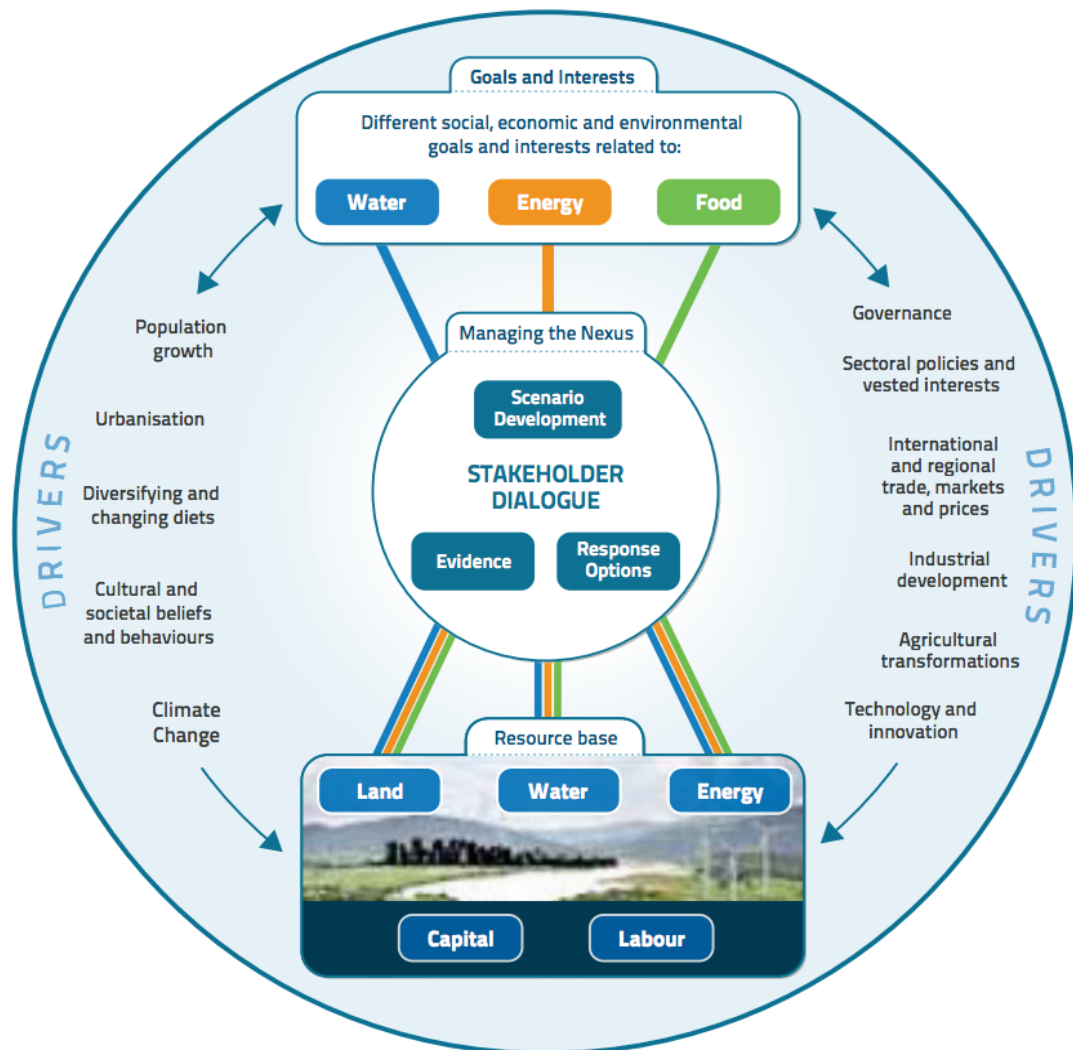 Goals and Interests
Different social, economic and environmental
goals and interests related to:
Water
Energy
Food
Population
growth
Urbanisation
Diversifying and
changing diets
Cultural and
societal beliefs
and behaviours
Climate
Change
DRIVERS
Managing the Nexus
Scenario
Development
STAKEHOLDER
DIALOGUE
Evidence
Response
Options
Governance
Sectoral policies and
vested interests
International
and regional
trade, markets
and prices
Industrial
development
Agricultural
transformations
Technology and
innovation
DRIVERS
Resource base
Land
Water
Energy
Capital
Labour